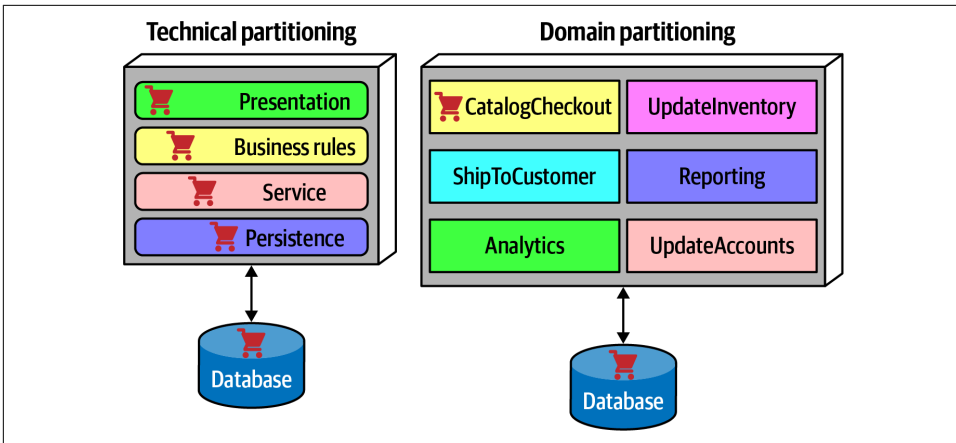 Technical partitioning
Presentation
Business rules
Service
Persistence
Database
Domain partitioning
CatalogCheckout
UpdateInventory
ShipToCustomer
Reporting
Analytics
UpdateAccounts
Database